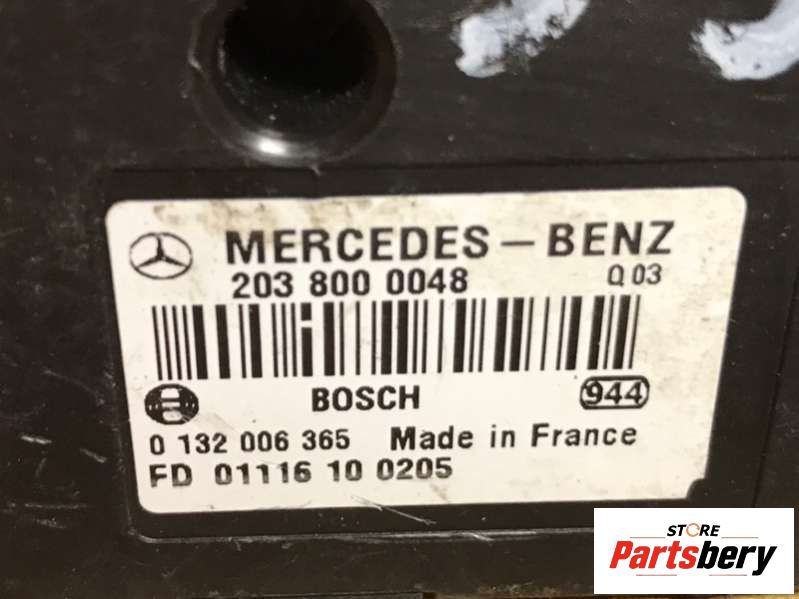 MERCEDES-BENZ
203 800 0048 Q 03
BOSCH 944
0 132 006 365 Made in France
FD 01116 10 0205
STORE
Partsbery